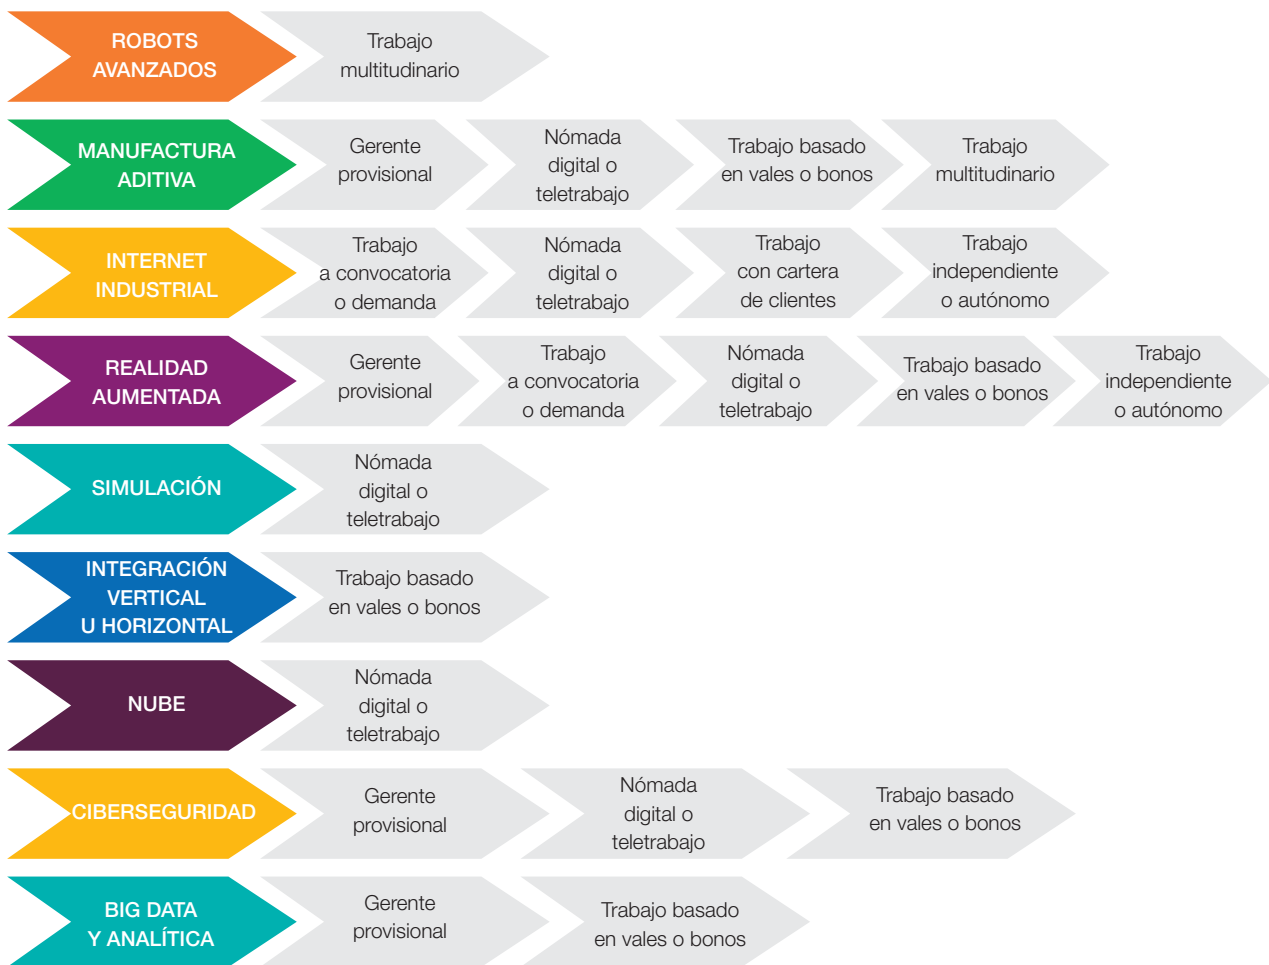 ROBOTS
AVANZADOS
Trabajo
multitudinario
MANUFACTURA
ADITIVA
Gerente
provisional
Nómada
digital o
teletrabajo
Trabajo basado
en vales o bonos
Trabajo
multitudinario
INTERNET
INDUSTRIAL
Trabajo
a convocatoria
o demanda
Nómada
digital o
teletrabajo
Trabajo
con cartera
de clientes
Trabajo
independiente
o autónomo
REALIDAD
AUMENTADA
Gerente
provisional
Trabajo
a convocatoria
o demanda
Nómada
digital o
teletrabajo
Trabajo basado
en vales o bonos
Trabajo
independiente
o autónomo
SIMULACIÓN
Nómada
digital o
teletrabajo
INTEGRACIÓN
VERTICAL
U HORIZONTAL
Trabajo basado
en vales o bonos
NUBE
Nómada
digital o
teletrabajo
CIBERSEGURIDAD
Gerente
provisional
Nómada
digital o
teletrabajo
Trabajo basado
en vales o bonos
BIG DATA
Y ANALÍTICA
Gerente
provisional
Trabajo basado
en vales o bonos